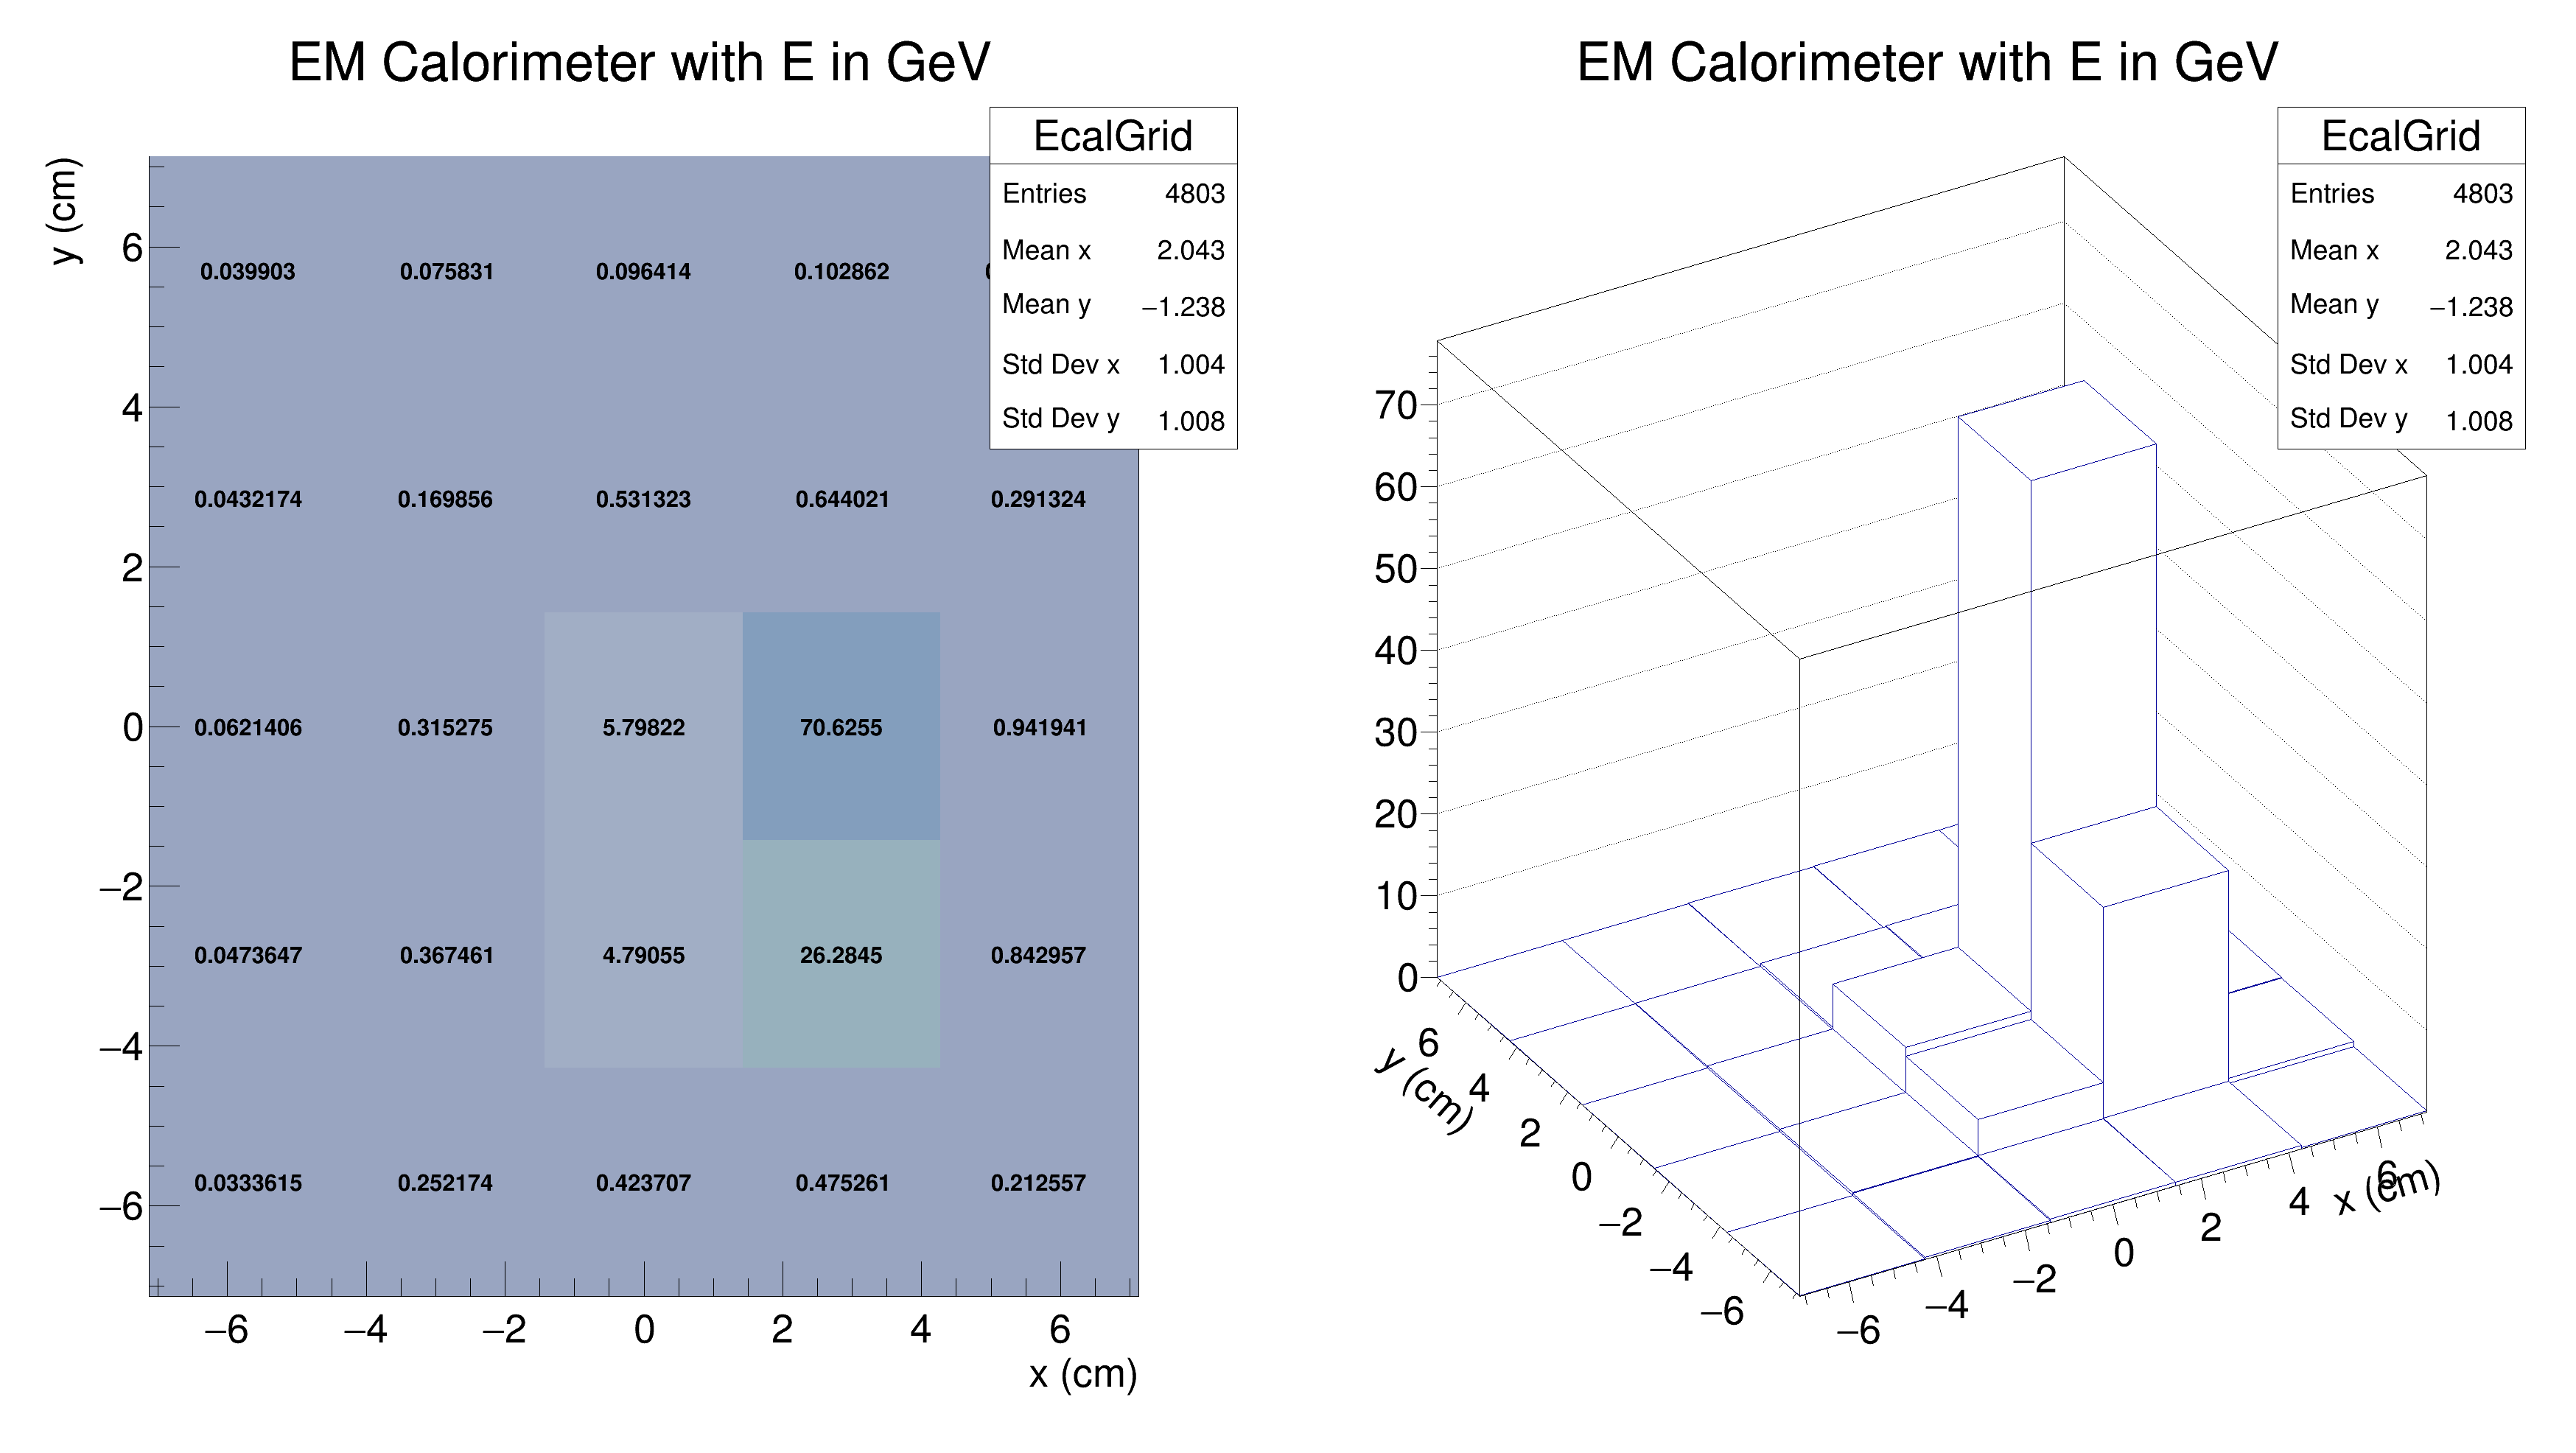 EM Calorimeter with E in GeV
EcalGrid
Entries 4803
Mean x 2.043
Mean y −1.238
Std Dev x 1.004
Std Dev y 1.008
y (cm)
6
4
2
0
−2
−4
−6
0.039903 0.075831 0.096414 0.102862
0.0432174 0.169856 0.531323 0.644021 0.291324
0.0621406 0.315275 5.79822 70.6255 0.941941
0.0473647 0.367461 4.79055 26.2845 0.842957
0.0333615 0.252174 0.423707 0.475261 0.212557
−6 −4 −2 0 2 4 6
x (cm)
EM Calorimeter with E in GeV
EcalGrid
Entries 4803
Mean x 2.043
Mean y −1.238
Std Dev x 1.004
Std Dev y 1.008
70
60
50
40
30
20
10
0
y (cm)
6
4
2
0
−2
−4
−6
−6 −4 −2 0 2 4 6
x (cm)